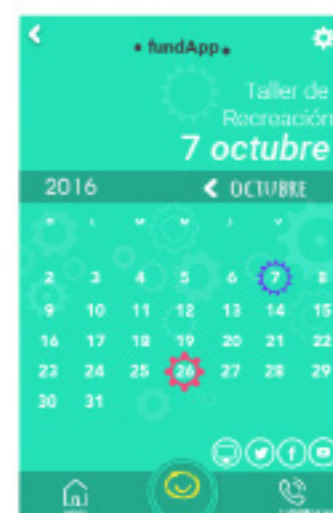 • fundApp •
Taller de
Recreación
7 octubre
2016 < OCTUBRE
2 3 4 5 6 7 8
9 10 11 12 13 14 15
16 17 18 19 20 21 22
23 24 25 26 27 28 29
30 31